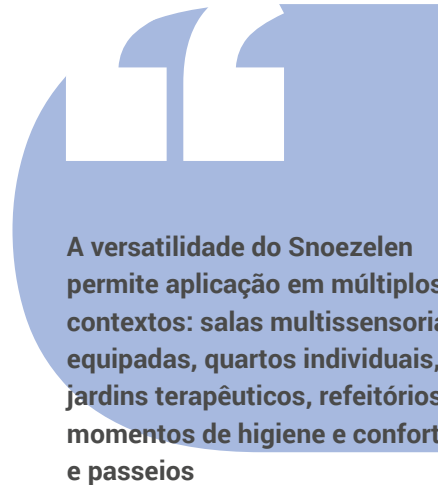 “
A versatilidade do Snoezelen
permite aplicação em múltiplos
contextos: salas multissensoria
equipadas, quartos individuais,
jardins terapêuticos, refeitórios
momentos de higiene e confort
e passeios